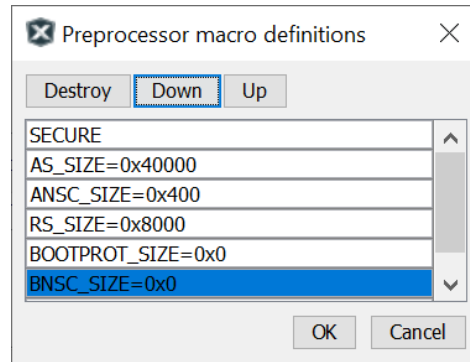 Preprocessor macro definitions
Destroy Down Up
SECURE
AS_SIZE=0x40000
ANSC_SIZE=0x400
RS_SIZE=0x8000
BOOTPROT_SIZE=0x0
BNSC_SIZE=0x0
OK Cancel